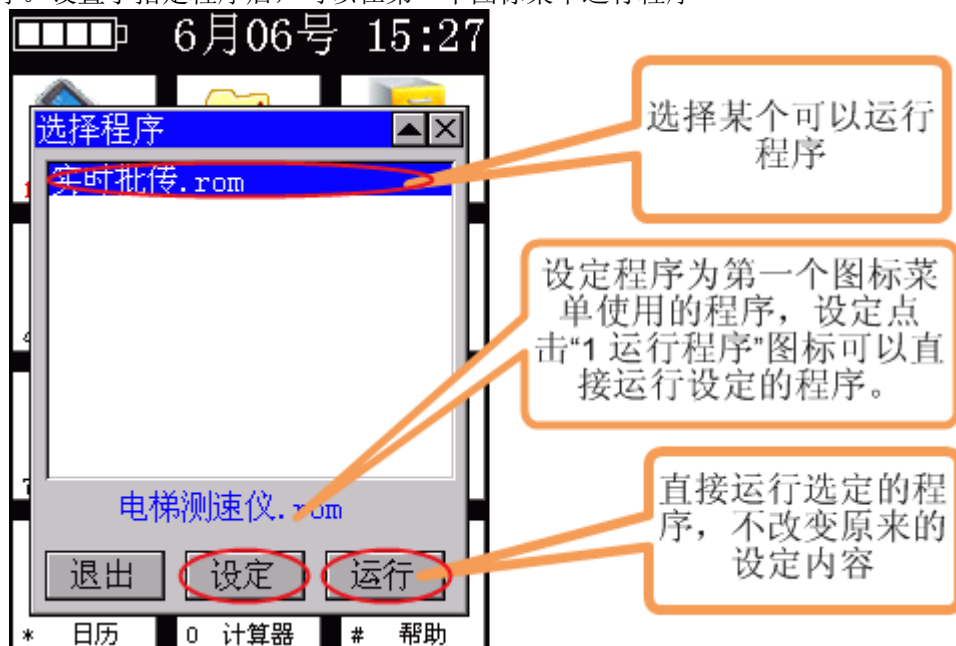 6月06号 15:27
选择程序
实时批传.rom
电梯测速仪.rom
退出 设定 运行
* 日历 0 计算器 # 帮助
选择某个可以运行
程序
设定程序为第一个图标菜
单使用的程序，设定点
击“1 运行程序”图标可以直
接运行设定的程序。
直接运行选定的程
序，不改变原来的
设定内容